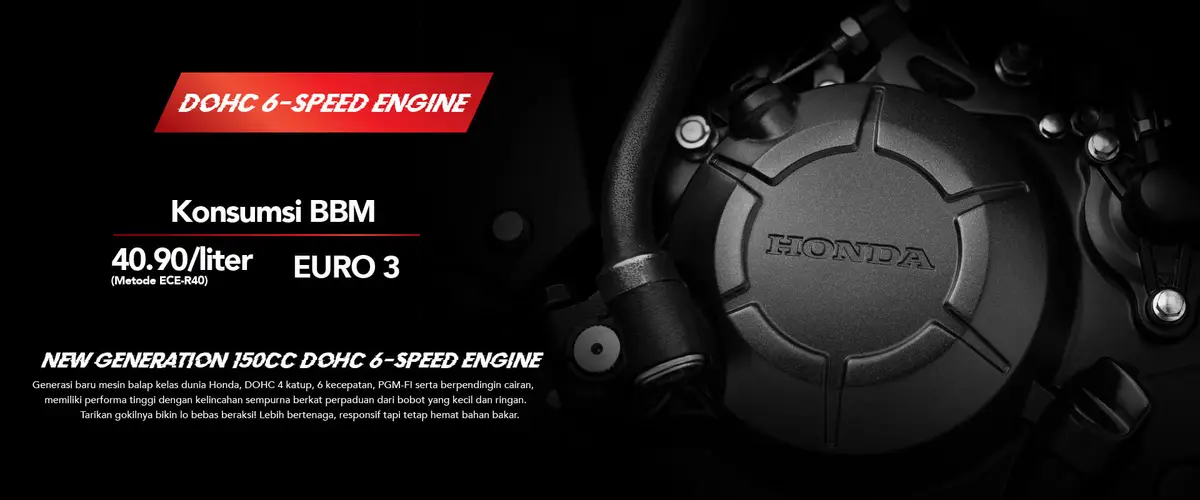 DOHC 6-SPEED ENGINE
Konsumsi BBM
40.90/liter
(Metode ECE-R40)
EURO 3
NEW GENERATION 150CC DOHC 6-SPEED ENGINE
Generasi baru mesin balap kelas dunia Honda, DOHC 4 katup, 6 kecepatan, PGM-FI serta berpendingin cairan,
memiliki performa tinggi dengan kelincahan sempurna berkat perpaduan dari bobot yang kecil dan ringan.
Tarikan gokilnya bikin lo bebas beraksi! Lebih bertenaga, responsif tapi tetap hemat bahan bakar.
HONDA